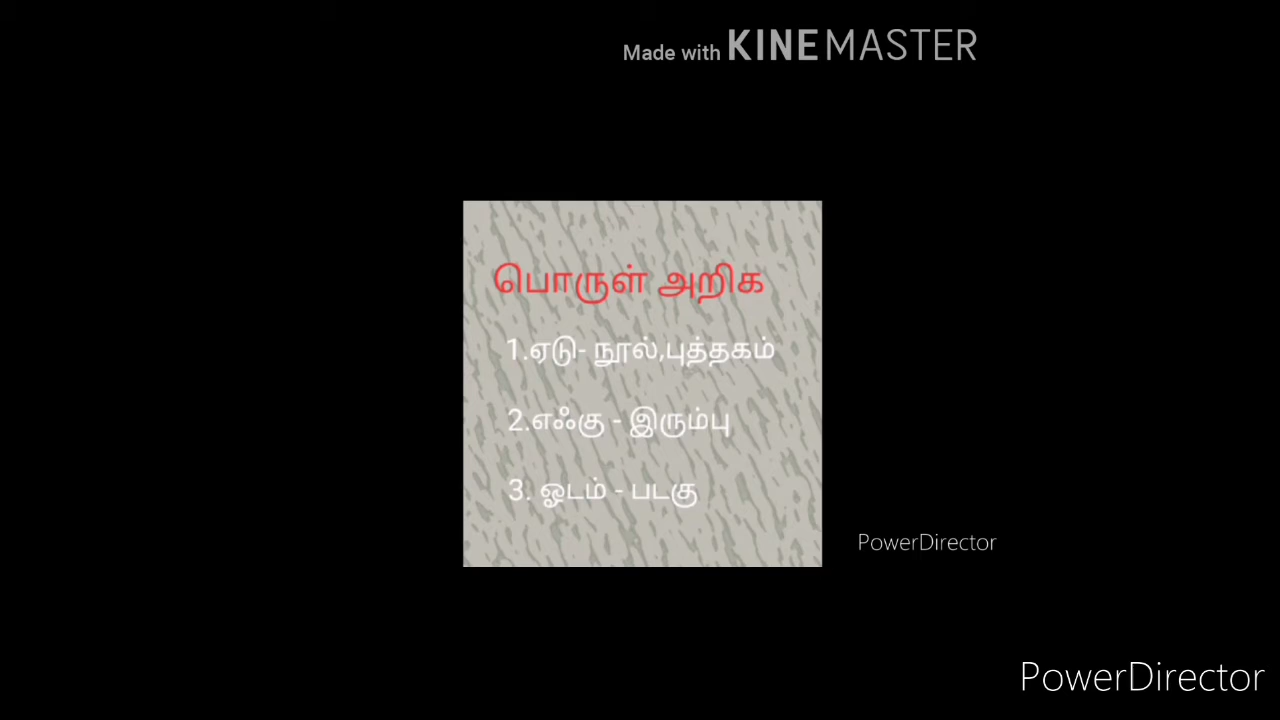 Made with KINEMASTER
பொருள் அறிக
1.ஏடு- நூல்,புத்தகம்
2.எஃகு - இரும்பு
3. ஓடம் - படகு
PowerDirector
PowerDirector